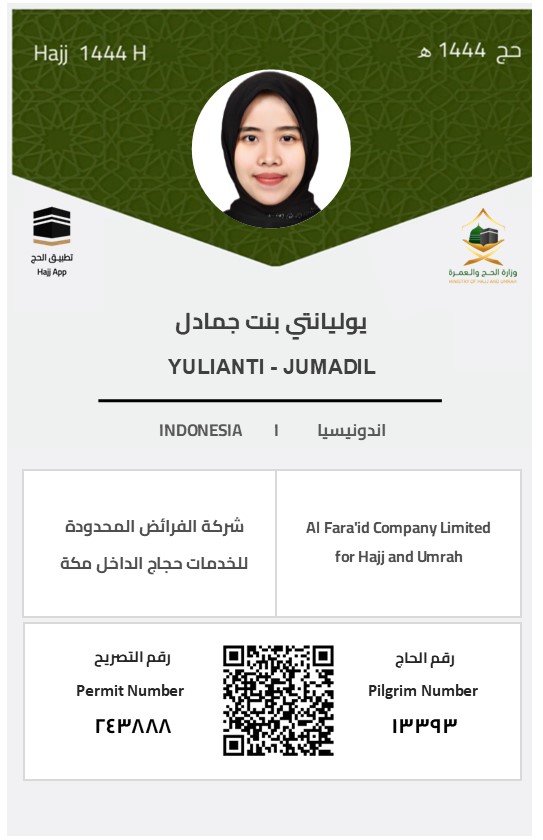 Hajj 1444 H
حج 1444 هـ
تطبيق الحج
Hajj App
وزارة الحج والعمرة
MINISTRY OF HAJJ AND UMRAH
يوليانتي بنت جمادل
YULIANTI - JUMADIL
INDONESIA | اندونيسيا
شركة الفرائض المحدودة
للخدمات حجاج الداخل مكة
Al Fara'id Company Limited
for Hajj and Umrah
رقم التصريح
Permit Number
٢٤٣٨٨٨
رقم الحاج
Pilgrim Number
١٣٣٩٣